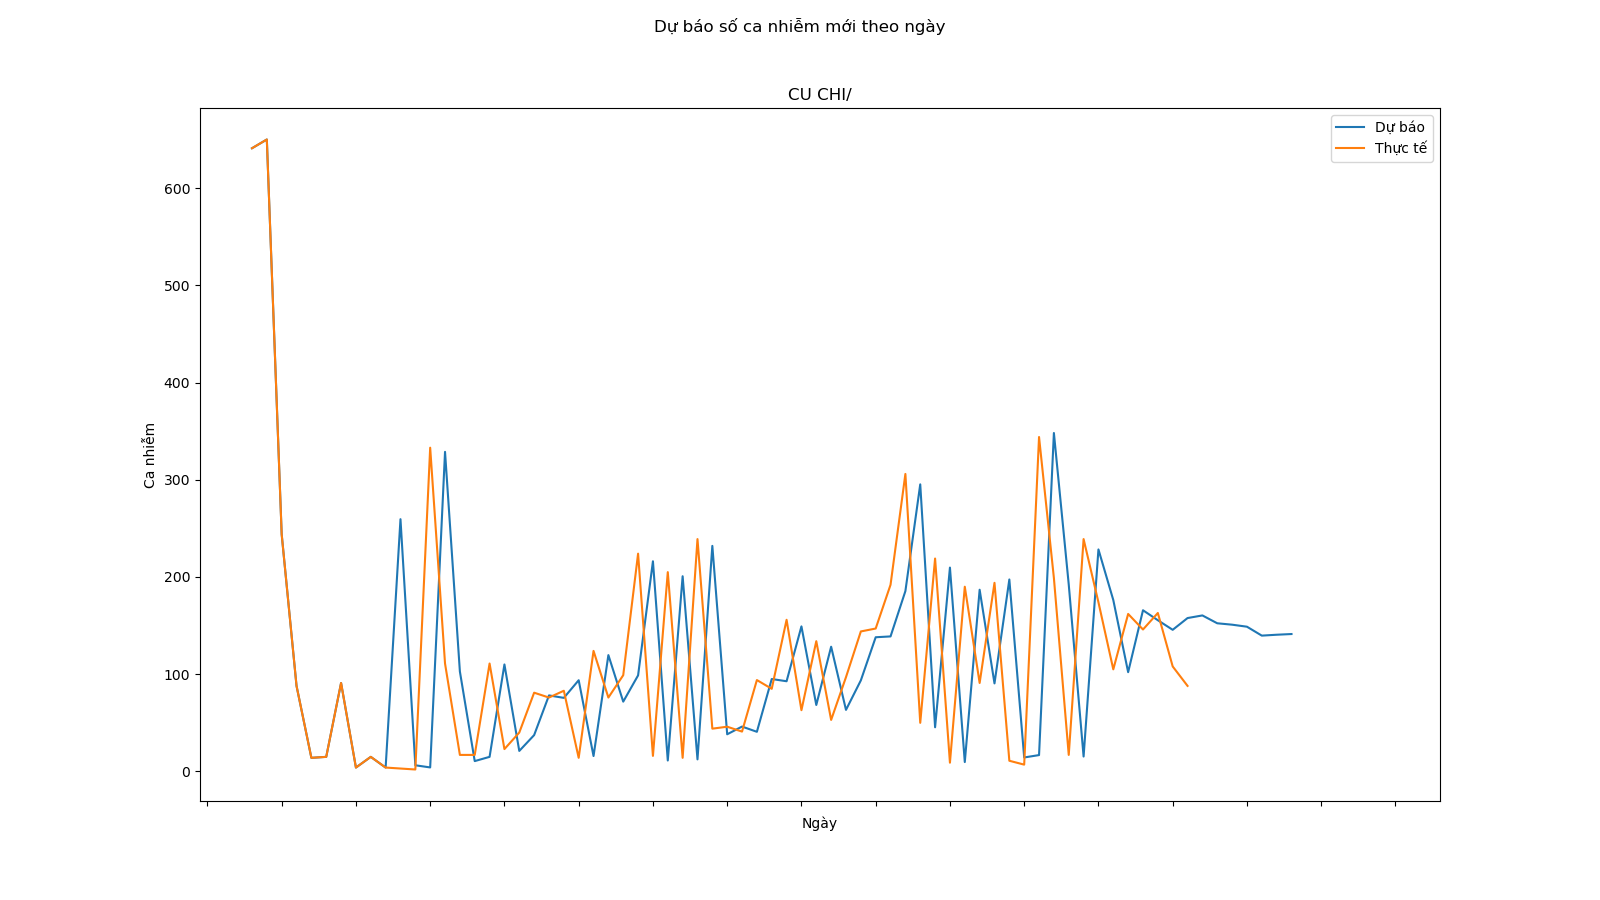 Dự báo số ca nhiễm mới theo ngày
CU CHI/
Dự báo
Thực tế
600
500
400
300
200
100
0
Ca nhiễm
Ngày